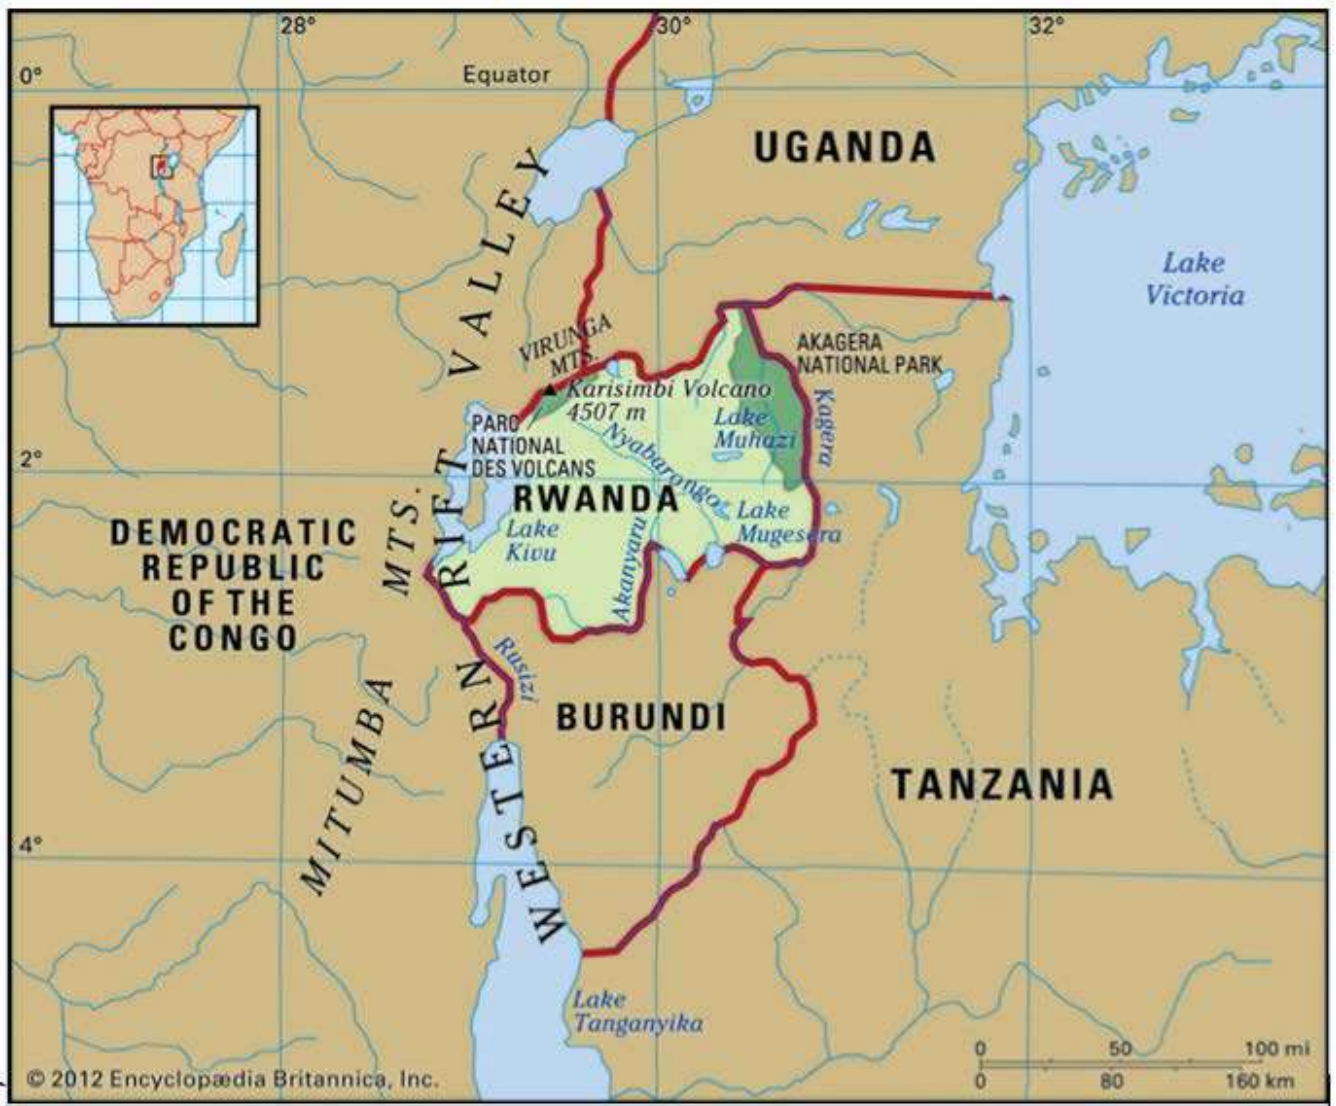 28°
30°
32°
0°
Equator
UGANDA
Lake
Victoria
VIRUNGA
MTS.
AKAGERA
NATIONAL PARK
Karisimbi Volcano
4507 m
PARC
NATIONAL
DES VOLCANS
Lake
Muhazi
Kagera
Nyabarongo
2°
RWANDA
Lake
Kivu
Lake
Mugesera
Akanyaru
DEMOCRATIC
REPUBLIC
OF THE
CONGO
MITUMBA MTS.
WESTERN RIFT VALLEY
Rusizi
BURUNDI
TANZANIA
4°
Lake
Tanganyika
0 50 100 mi
0 80 160 km
© 2012 Encyclopædia Britannica, Inc.